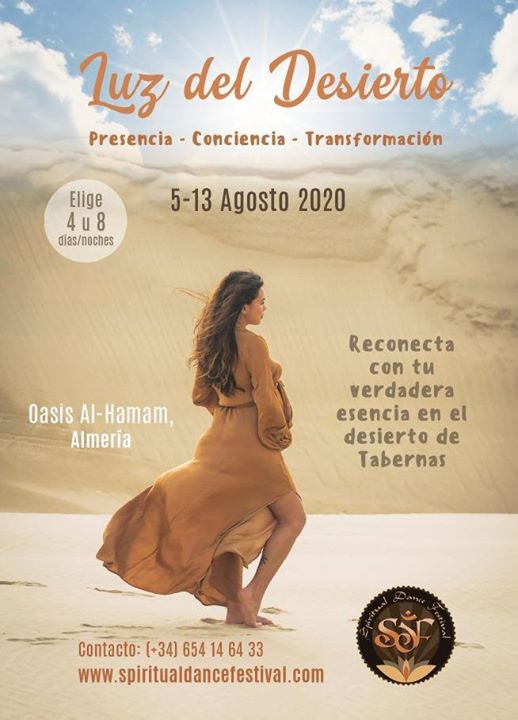 Luz del Desierto
Presencia - Conciencia - Transformación
5-13 Agosto 2020
Elige
4 u 8
días/noches
Reconecta
con tu
verdadera
esencia en el
desierto de
Tabernas
Oasis Al-Hamam,
Almería
Spiritual Dance Festival
SDF
Contacto: (+34) 654 14 64 33
www.spiritualdancefestival.com